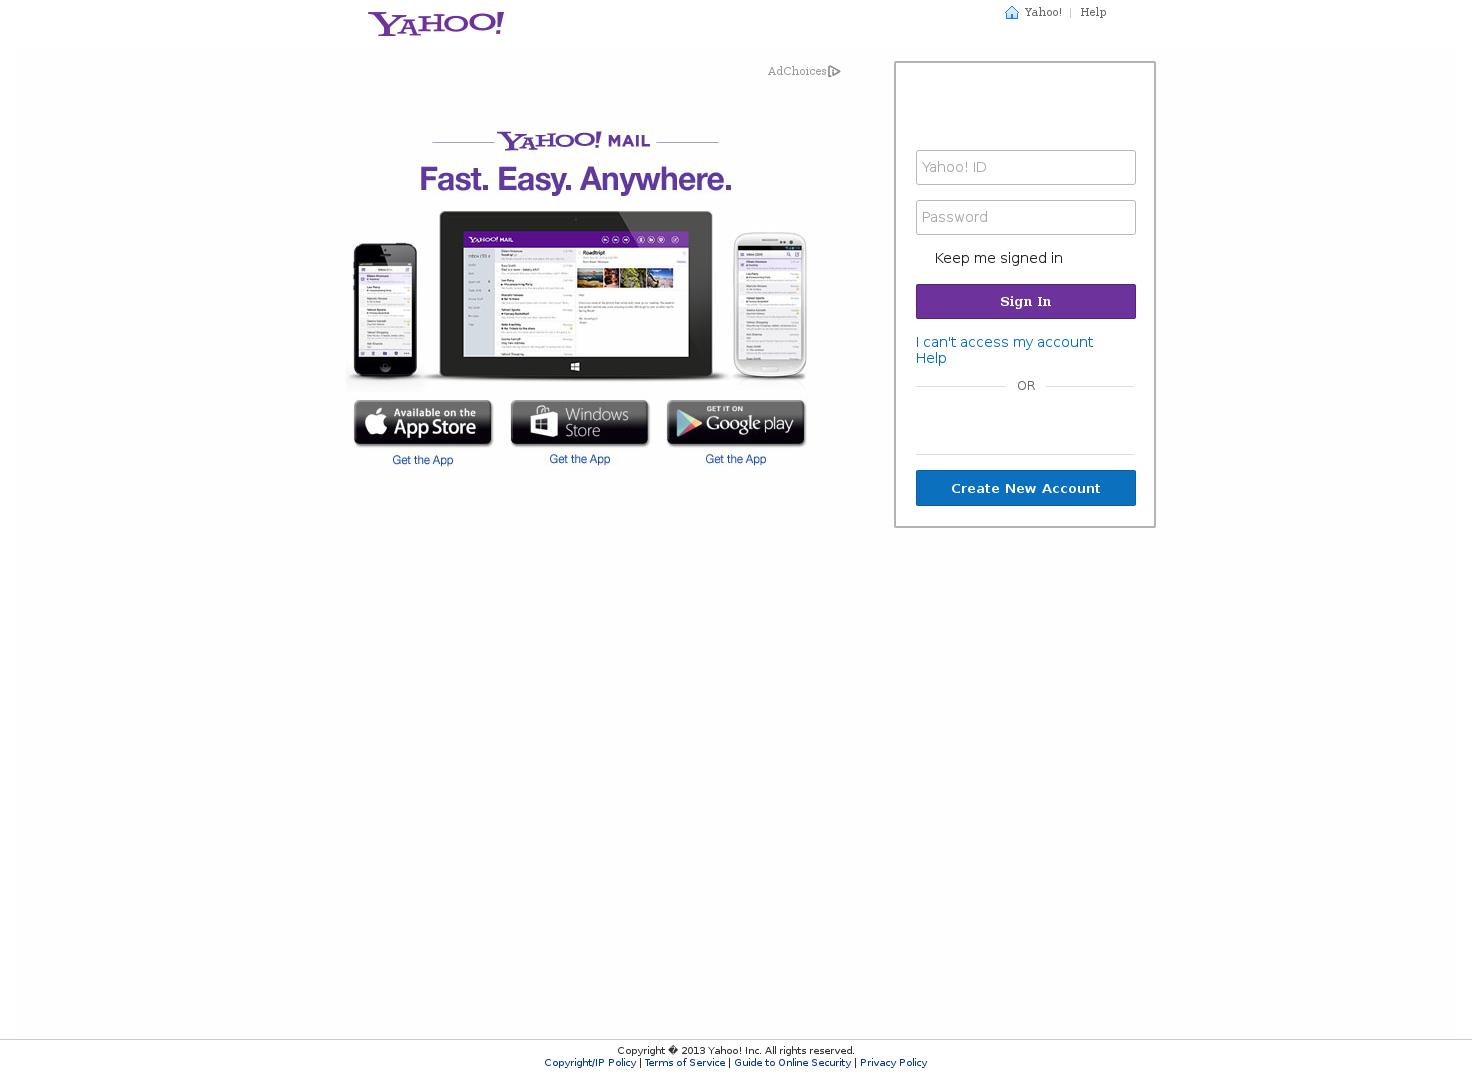 YAHOO!
Yahoo! | Help
AdChoices
YAHOO! MAIL
Fast. Easy. Anywhere.
YAHOO! MAIL
Roadtript
Available on the
App Store
Windows
Store
GET IT ON
Google play
Get the App
Get the App
Get the App
Yahoo! ID
Password
Keep me signed in
Sign In
I can't access my account
Help
OR
Create New Account
Copyright � 2013 Yahoo! Inc. All rights reserved.
Copyright/IP Policy | Terms of Service | Guide to Online Security | Privacy Policy